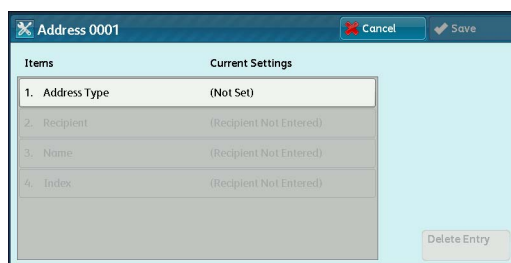 Address 0001
Cancel
Save
Items Current Settings
1. Address Type (Not Set)
2. Recipient (Recipient Not Entered)
3. Name (Recipient Not Entered)
4. Index (Recipient Not Entered)
Delete Entry